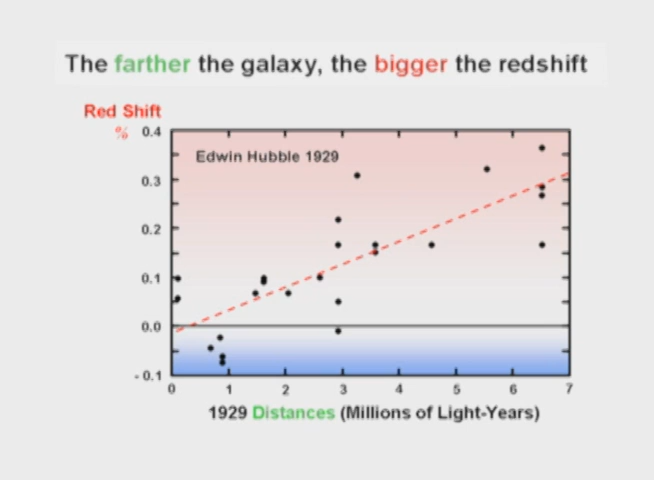 The farther the galaxy, the bigger the redshift
Red Shift
%
0.4
Edwin Hubble 1929
0.3
0.2
0.1
0.0
- 0.1
0 1 2 3 4 5 6 7
1929 Distances (Millions of Light-Years)